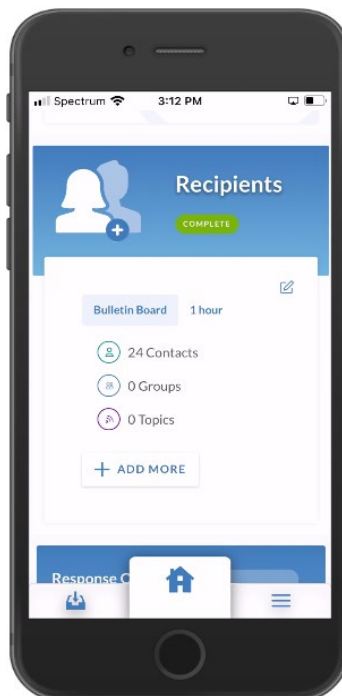 Spectrum 3:12 PM
Recipients
COMPLETE
Bulletin Board 1 hour
24 Contacts
0 Groups
0 Topics
+ ADD MORE
Response O